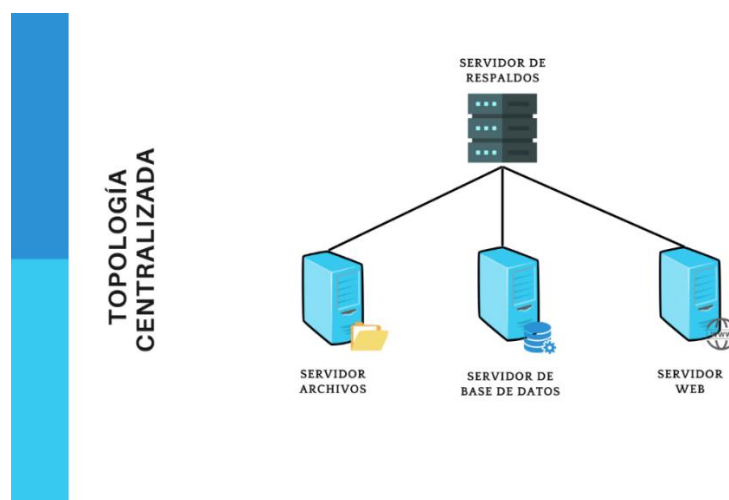 TOPOLOGÍA
CENTRALIZADA
SERVIDOR DE
RESPALDOS
SERVIDOR
ARCHIVOS
SERVIDOR DE
BASE DE DATOS
SERVIDOR
WEB